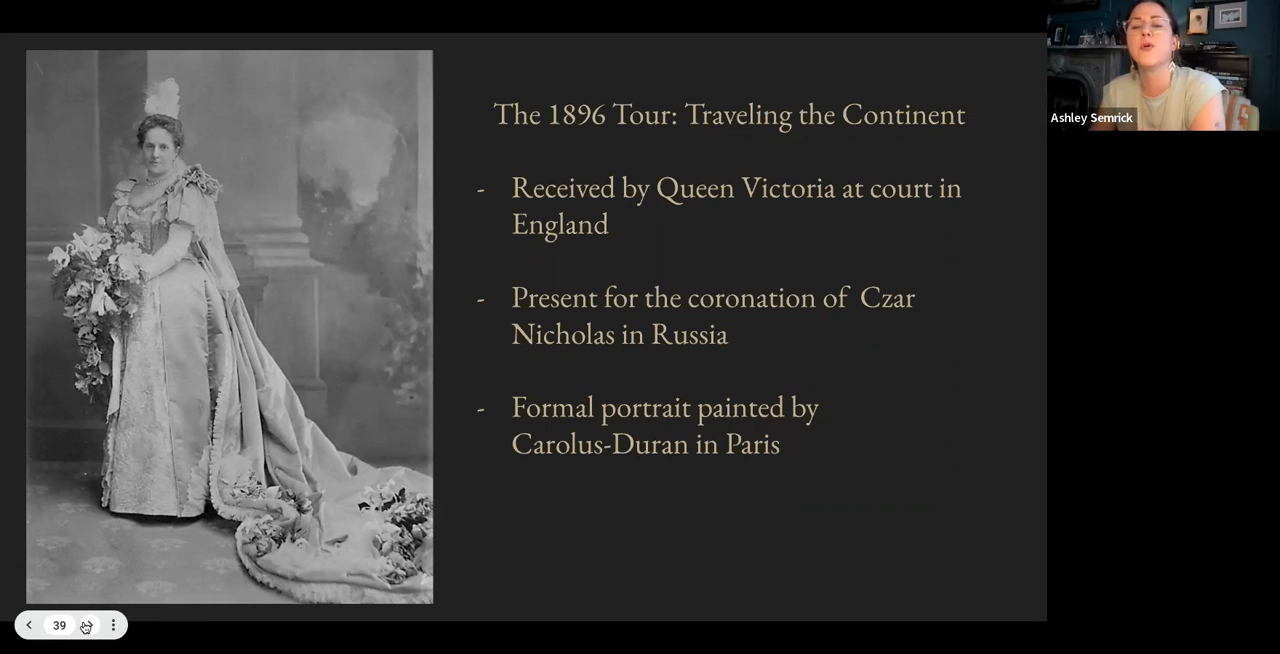 The 1896 Tour: Traveling the Continent
- Received by Queen Victoria at court in
England
- Present for the coronation of Czar
Nicholas in Russia
- Formal portrait painted by
Carolus-Duran in Paris
Ashley Semrick
39